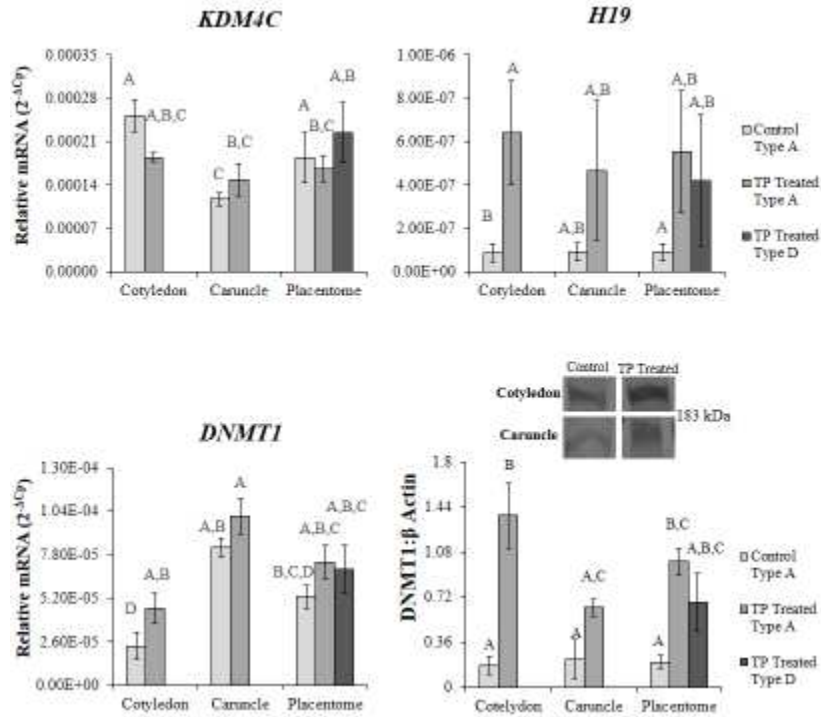 KDM4C
Relative mRNA (2^-ΔCp)
0.00035
0.00028
0.00021
0.00014
0.00007
0.00000
A
A,B,C
C
B,C
A
B,C
A,B
Cotyledon Caruncle Placentome
H19
1.00E-06
8.00E-07
6.00E-07
4.00E-07
2.00E-07
0.00E+00
B
A
A,B
A,B
A
A,B
A,B
Cotyledon Caruncle Placentome
Control
Type A
TP Treated
Type A
TP Treated
Type D
DNMT1
Relative mRNA (2^-ΔCp)
1.30E-04
1.04E-04
7.80E-05
5.20E-05
2.60E-05
0.00E+00
D
A,B
A,B
A
B,C,D
A,B,C
A,B,C
Cotyledon Caruncle Placentome
Control TP Treated
Cotyledon
183 kDa
Caruncle
DNMT1:β Actin
1.8
1.44
1.08
0.72
0.36
0
A
B
A
A,C
A
B,C
A,B,C
Cotelydon Caruncle Placentome
Control
Type A
TP Treated
Type A
TP Treated
Type D